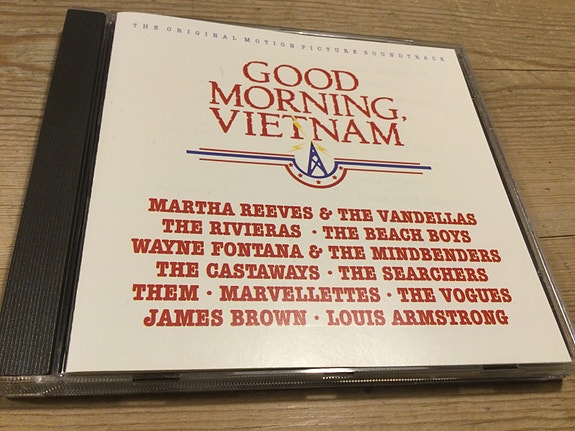 THE ORIGINAL MOTION PICTURE SOUNDTRACK
GOOD
MORNING,
VIETNAM
MARTHA REEVES & THE VANDELLAS
THE RIVIERAS · THE BEACH BOYS
WAYNE FONTANA & THE MINDBENDERS
THE CASTAWAYS · THE SEARCHERS
THEM · MARVELLETTES · THE VOGUES
JAMES BROWN · LOUIS ARMSTRONG